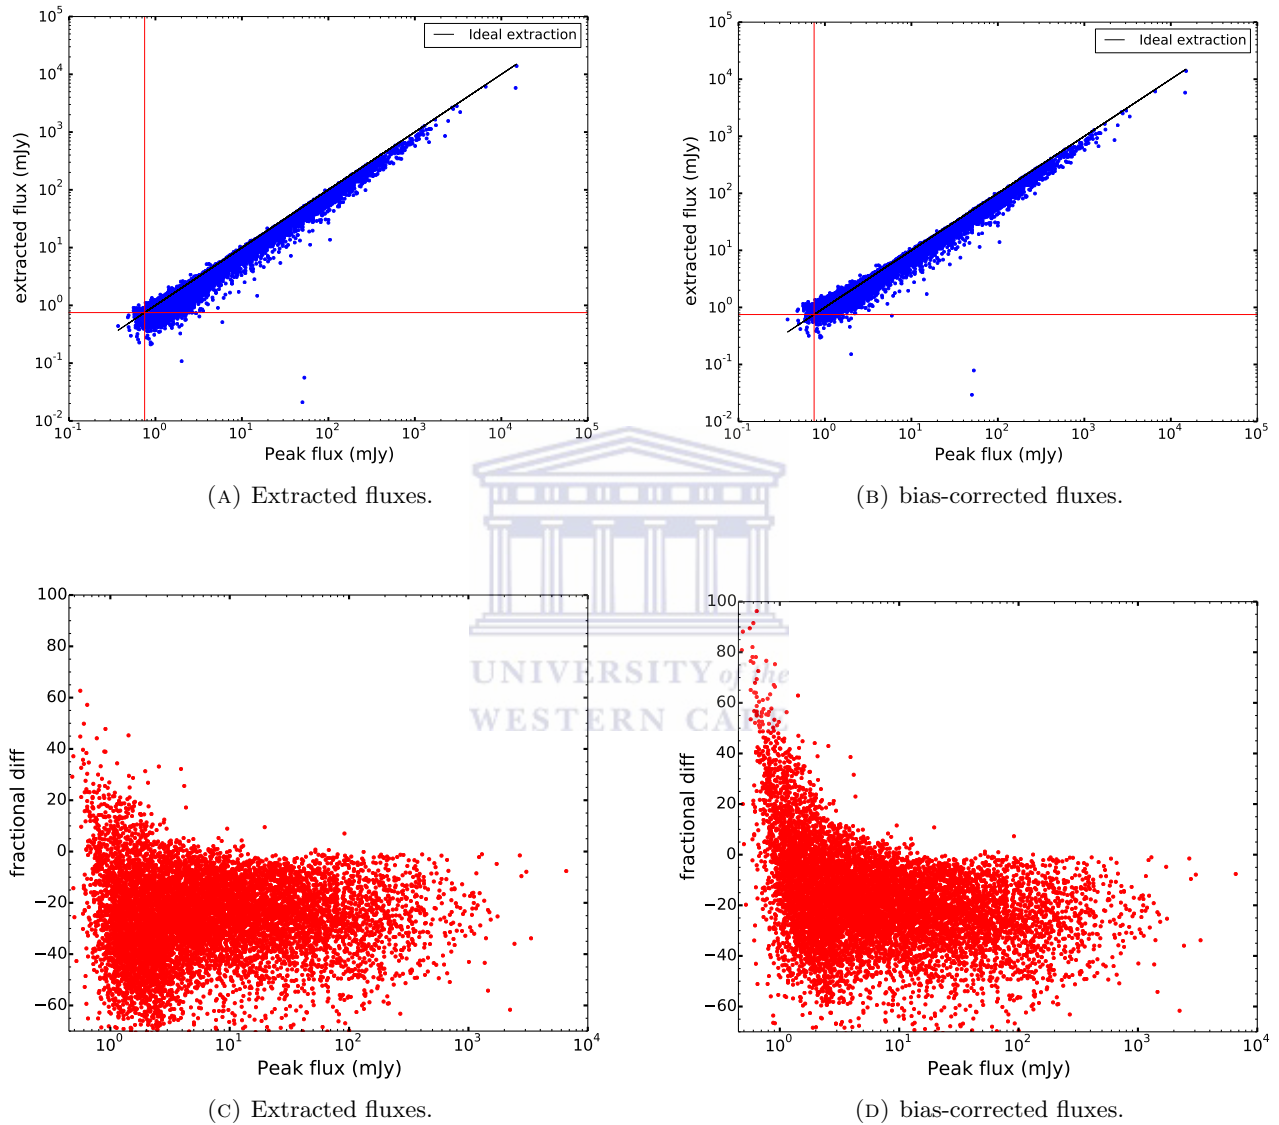 Ideal extraction
extracted flux (mJy)
10^5
10^4
10^3
10^2
10^1
10^0
10^-1
10^-2
10^-1 10^0 10^1 10^2 10^3 10^4 10^5
Peak flux (mJy)
(A) Extracted fluxes.
Ideal extraction
extracted flux (mJy)
10^5
10^4
10^3
10^2
10^1
10^0
10^-1
10^-2
10^-1 10^0 10^1 10^2 10^3 10^4 10^5
Peak flux (mJy)
(B) bias-corrected fluxes.
UNIVERSITY of the
WESTERN CAPE
fractional diff
100
80
60
40
20
0
−20
−40
−60
10^0 10^1 10^2 10^3 10^4
Peak flux (mJy)
(C) Extracted fluxes.
fractional diff
100
80
60
40
20
0
−20
−40
−60
10^0 10^1 10^2 10^3 10^4
Peak flux (mJy)
(D) bias-corrected fluxes.